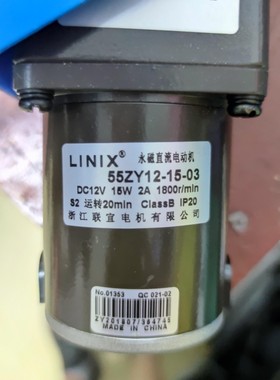 LINIX® 永磁直流电动机
55ZY12-15-03
DC12V 15W 2A 1800r/min
S2 运转20min ClassB IP20
浙江联宜电机有限公司
No.01353 QC 021-02
MADE IN CHINA